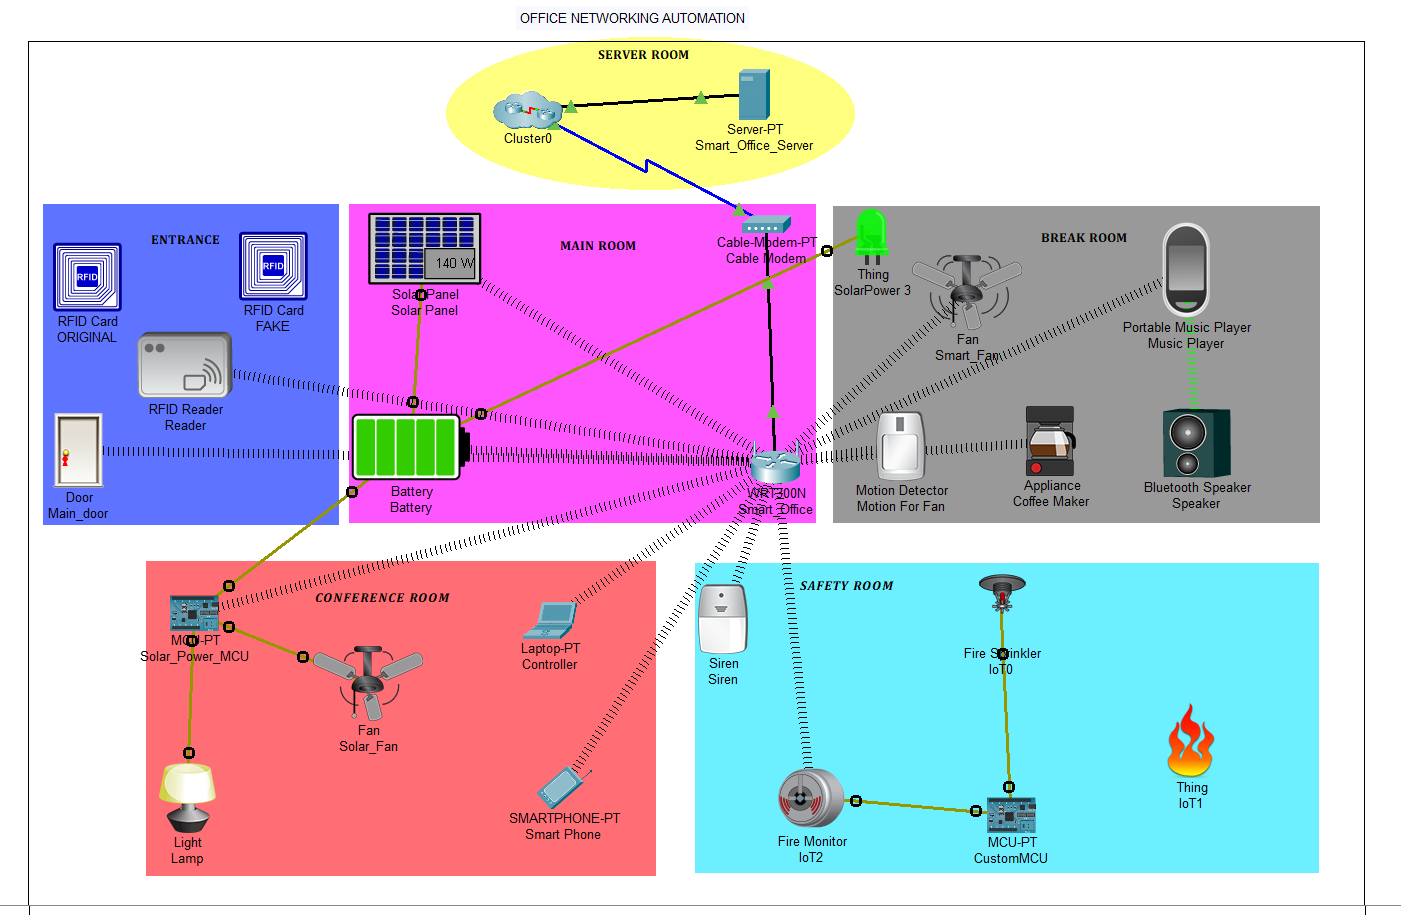 OFFICE NETWORKING AUTOMATION
SERVER ROOM
Cluster0
Server-PT
Smart_Office_Server
ENTRANCE
RFID
RFID Card
ORIGINAL
RFID
RFID Card
FAKE
RFID Reader
Reader
Door
Main_door
MAIN ROOM
140 W
Solar Panel
Solar Panel
Cable-Modem-PT
Cable Modem
Battery
Battery
WRT300N
Smart_Office
BREAK ROOM
Thing
SolarPower 3
Fan
Smart_Fan
Portable Music Player
Music Player
Motion Detector
Motion For Fan
Appliance
Coffee Maker
Bluetooth Speaker
Speaker
CONFERENCE ROOM
MCU-PT
Solar_Power_MCU
Fan
Solar_Fan
Light
Lamp
Laptop-PT
Controller
SMARTPHONE-PT
Smart Phone
SAFETY ROOM
Siren
Siren
Fire Sprinkler
IoT0
Thing
IoT1
Fire Monitor
IoT2
MCU-PT
CustomMCU